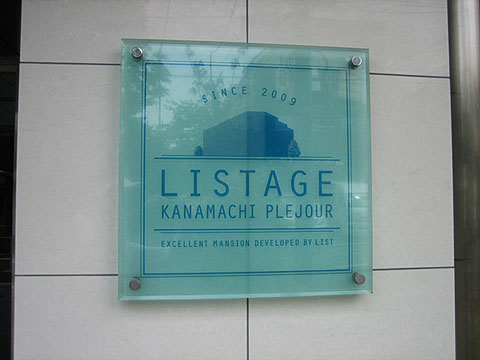 SINCE 2009
LISTAGE
KANAMACHI PLEJOUR
EXCELLENT MANSION DEVELOPED BY LIST